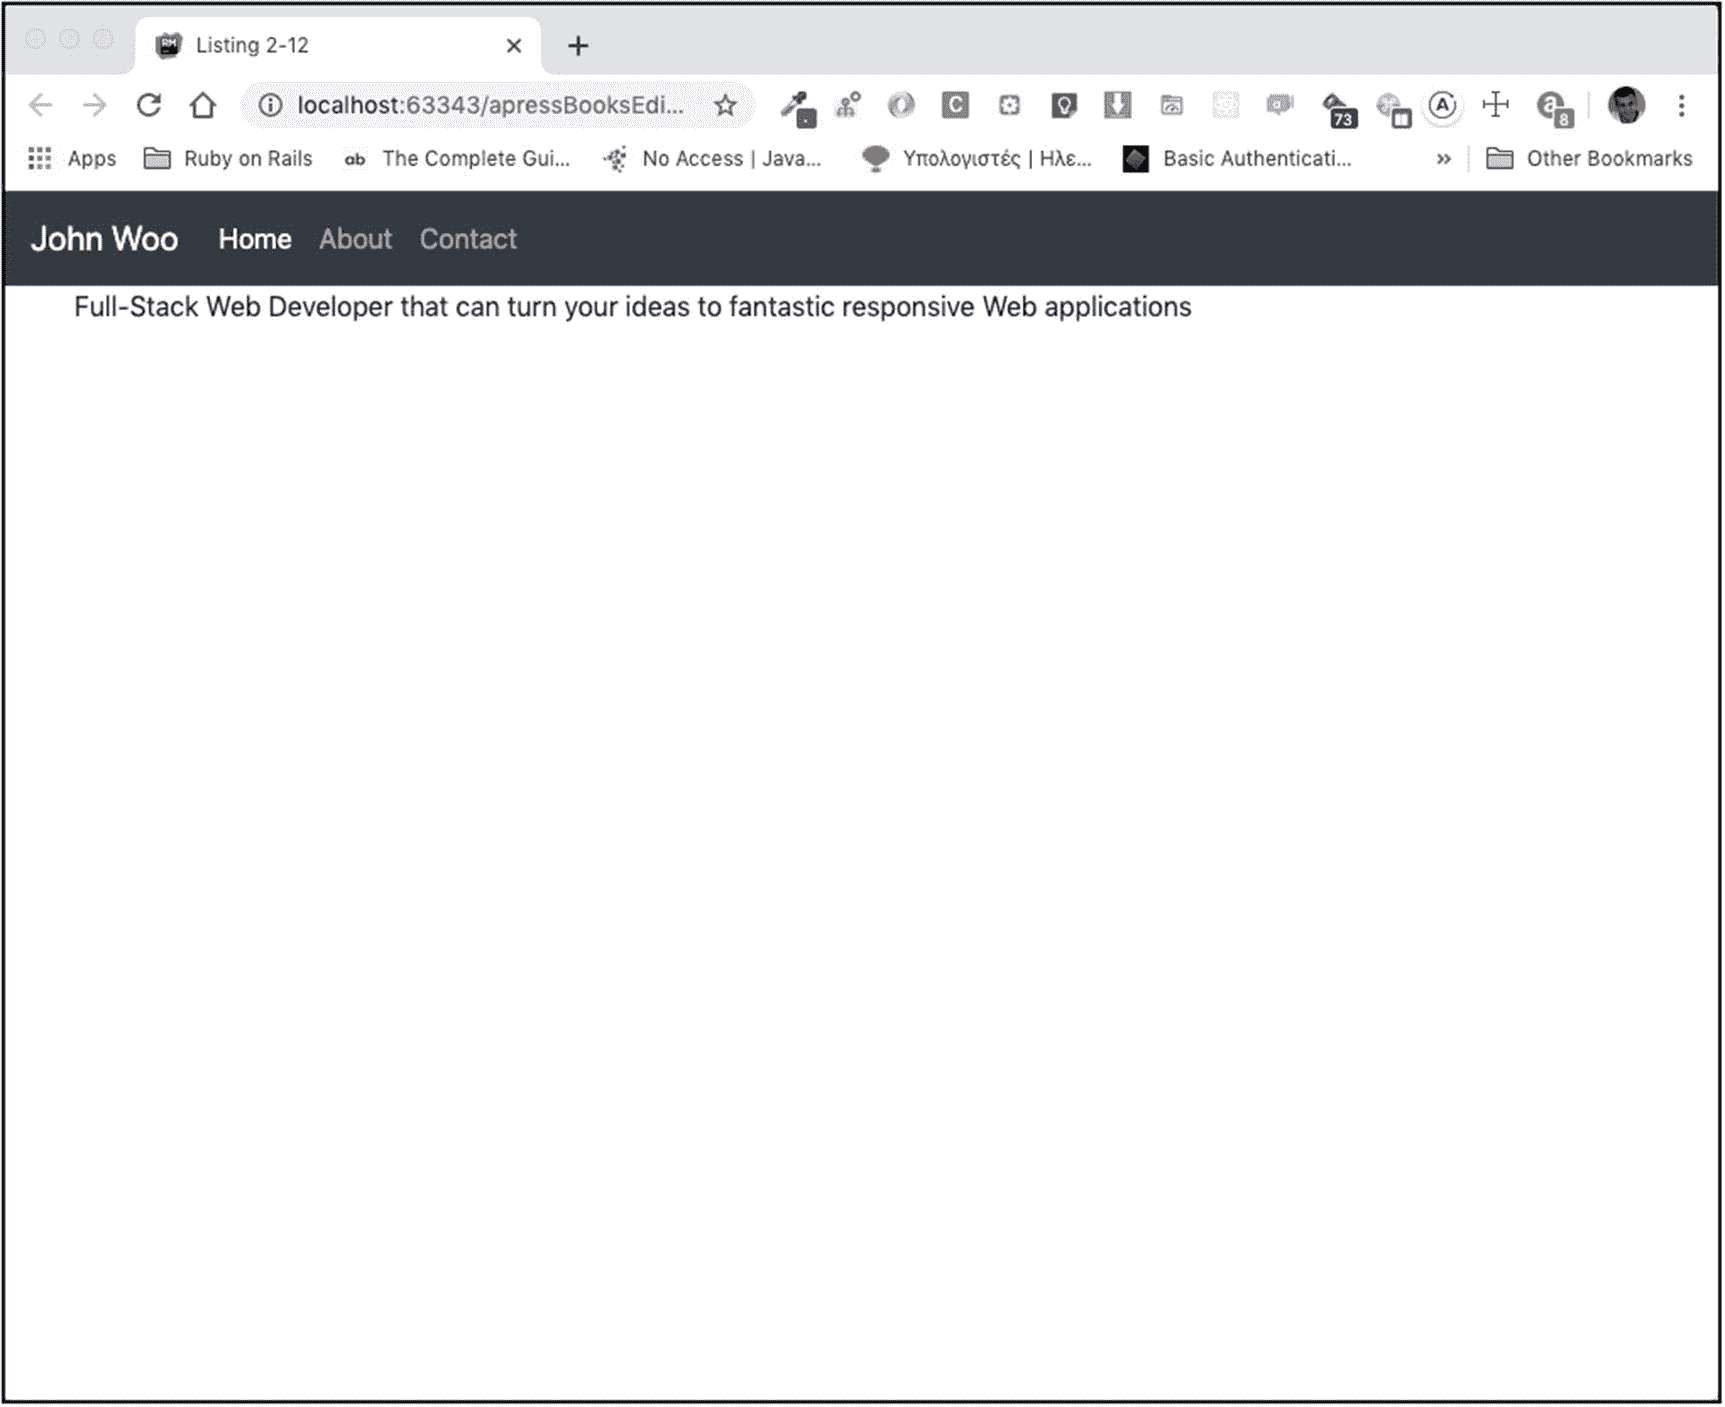 Listing 2-12
localhost:63343/apressBooksEdi...
C
73
A
a
8
Apps
Ruby on Rails
ab
The Complete Gui...
No Access | Java...
Υπολογιστές | Ηλε...
Basic Authenticati...
»
Other Bookmarks
John Woo Home About Contact
Full-Stack Web Developer that can turn your ideas to fantastic responsive Web applications